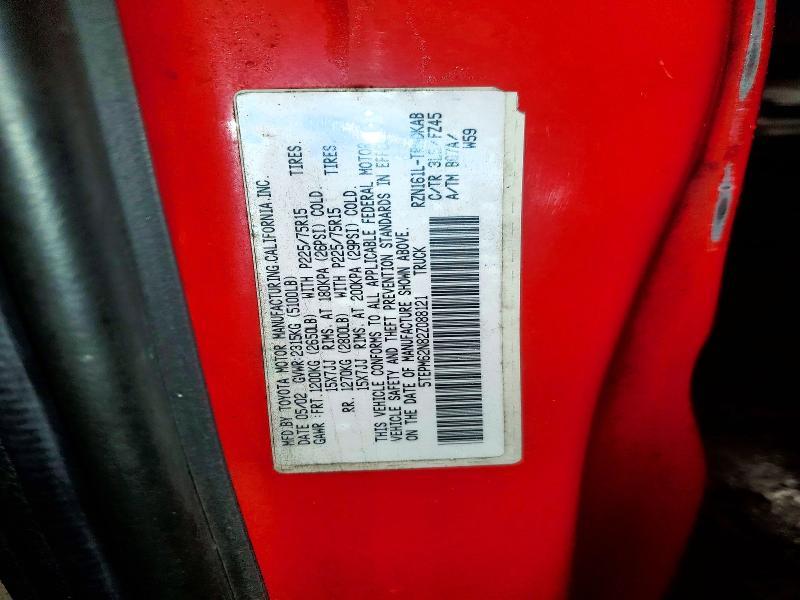 MFD.BY TOYOTA MOTOR MANUFACTURING,CALIFORNIA,INC.
DATE 05/02 GVWR:2315KG (5100LB)
GAWR :FRT.1200KG (2650LB) WITH P225/75R15 TIRES.
15X7JJ RIMS. AT 180KPA (26PSI) COLD.
RR. 1270KG (2800LB) WITH P225/75R15 TIRES
15X7JJ RIMS. AT 200KPA (29PSI) COLD.
THIS VEHICLE CONFORMS TO ALL APPLICABLE FEDERAL MOTOR
VEHICLE SAFETY AND THEFT PREVENTION STANDARDS IN EFFECT
ON THE DATE OF MANUFACTURE SHOWN ABOVE.
5TEPM62N82Z088121 TRUCK
C/TR FZ45
A/TM
W59